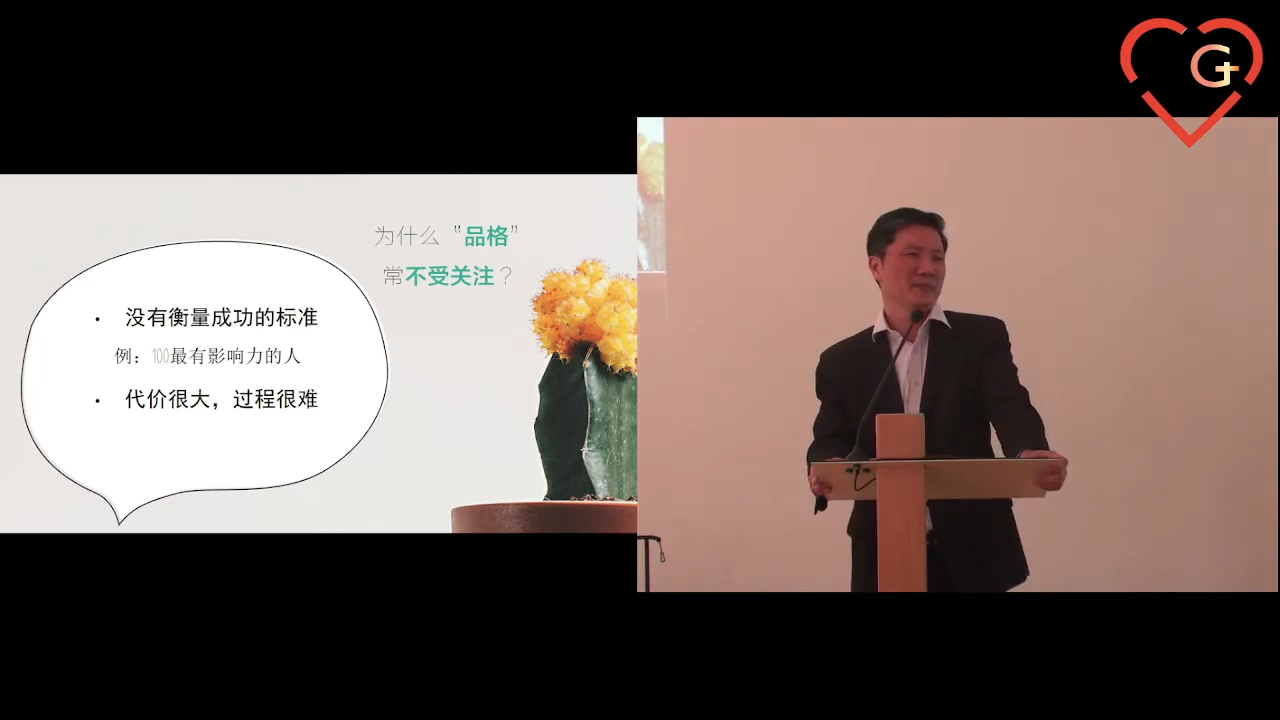 为什么“品格”
常不受关注？
• 没有衡量成功的标准
例：100最有影响力的人
• 代价很大，过程很难
G